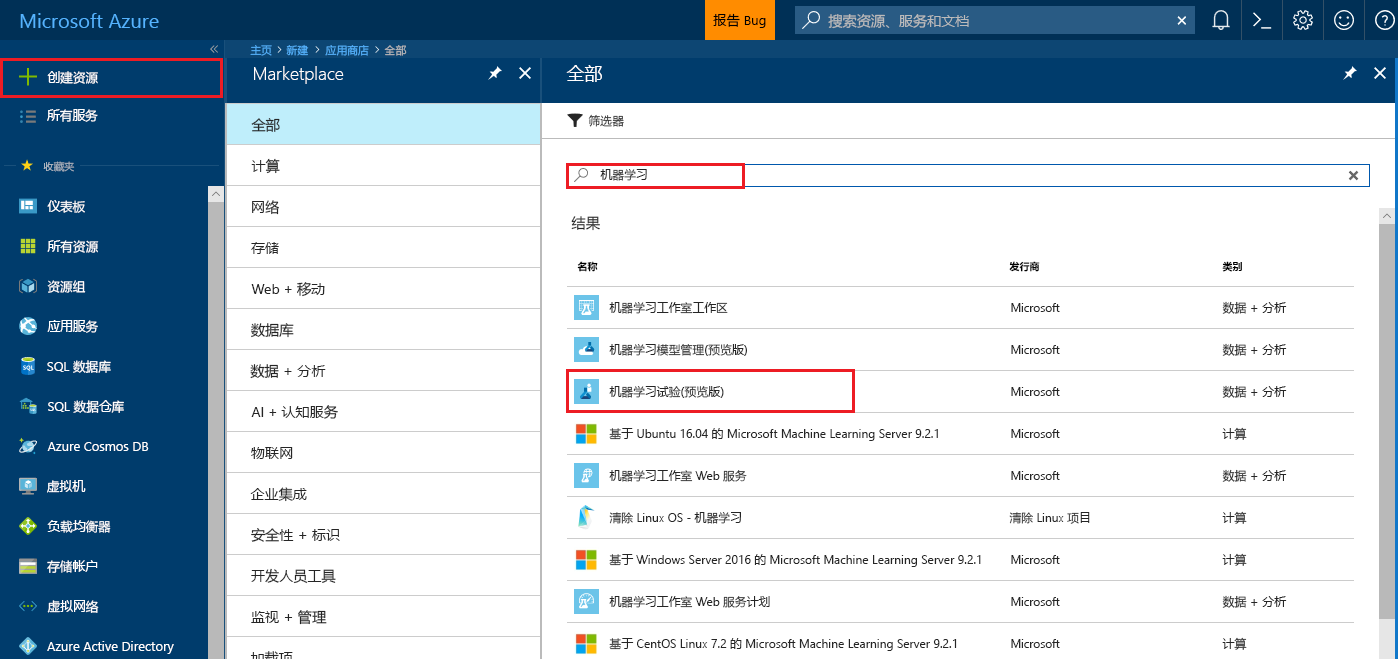 Microsoft Azure
报告 Bug
搜索资源、服务和文档
主页 > 新建 > 应用商店 > 全部
创建资源
所有服务
收藏夹
仪表板
所有资源
资源组
应用服务
SQL 数据库
SQL 数据仓库
Azure Cosmos DB
虚拟机
负载均衡器
存储帐户
虚拟网络
Azure Active Directory
Marketplace
全部
计算
网络
存储
Web + 移动
数据库
数据 + 分析
AI + 认知服务
物联网
企业集成
安全性 + 标识
开发人员工具
监视 + 管理
加载项
全部
筛选器
机器学习
结果
名称 发行商 类别
机器学习工作室工作区 Microsoft 数据 + 分析
机器学习模型管理(预览版) Microsoft 数据 + 分析
机器学习试验(预览版) Microsoft 数据 + 分析
基于 Ubuntu 16.04 的 Microsoft Machine Learning Server 9.2.1 Microsoft 计算
机器学习工作室 Web 服务 Microsoft 数据 + 分析
清除 Linux OS - 机器学习 清除 Linux 项目 计算
基于 Windows Server 2016 的 Microsoft Machine Learning Server 9.2.1 Microsoft 计算
机器学习工作室 Web 服务计划 Microsoft 数据 + 分析
基于 CentOS Linux 7.2 的 Microsoft Machine Learning Server 9.2.1 Microsoft 计算